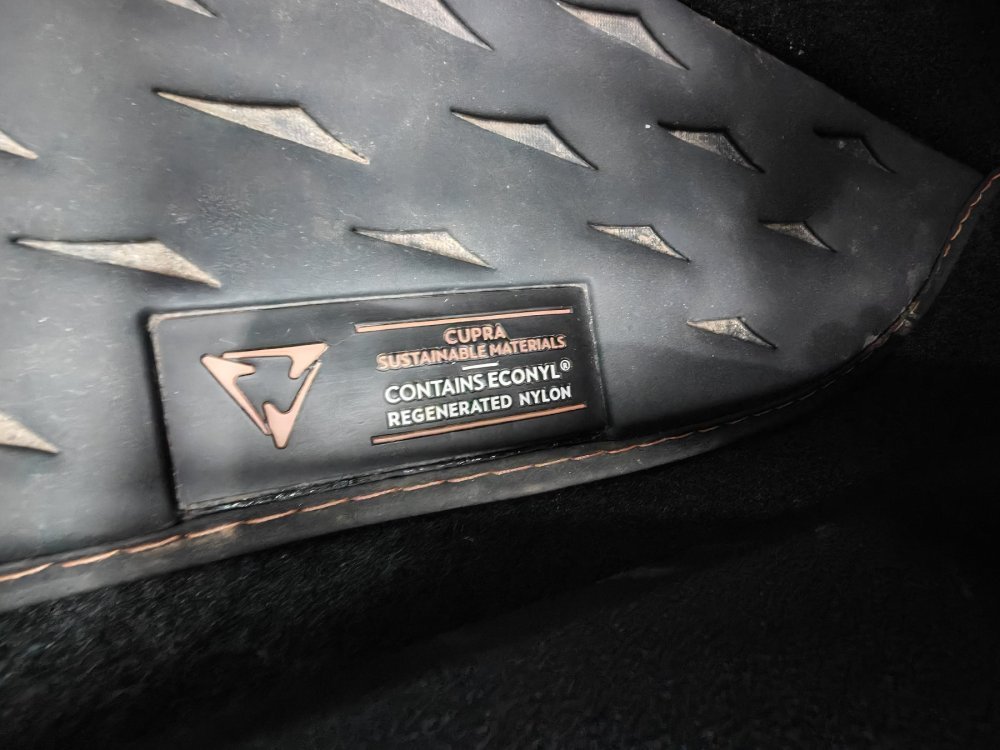 CUPRA
SUSTAINABLE MATERIALS
CONTAINS ECONYL®
REGENERATED NYLON